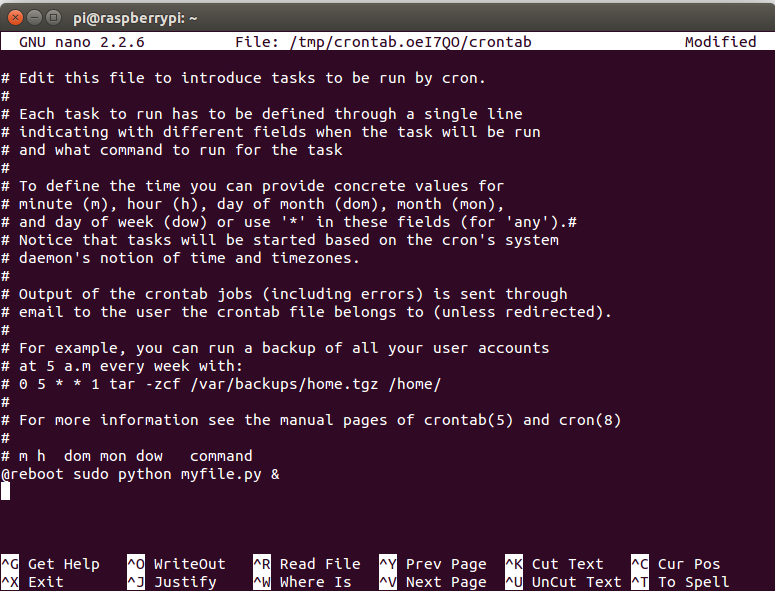 pi@raspberrypi: ~
GNU nano 2.2.6 File: /tmp/crontab.oeI7QO/crontab Modified
# Edit this file to introduce tasks to be run by cron.
#
# Each task to run has to be defined through a single line
# indicating with different fields when the task will be run
# and what command to run for the task
#
# To define the time you can provide concrete values for
# minute (m), hour (h), day of month (dom), month (mon),
# and day of week (dow) or use '*' in these fields (for 'any').#
# Notice that tasks will be started based on the cron's system
# daemon's notion of time and timezones.
#
# Output of the crontab jobs (including errors) is sent through
# email to the user the crontab file belongs to (unless redirected).
#
# For example, you can run a backup of all your user accounts
# at 5 a.m every week with:
# 0 5 * * 1 tar -zcf /var/backups/home.tgz /home/
#
# For more information see the manual pages of crontab(5) and cron(8)
#
# m h  dom mon dow   command
@reboot sudo python myfile.py &
^G Get Help ^O WriteOut ^R Read File ^Y Prev Page ^K Cut Text ^C Cur Pos
^X Exit ^J Justify ^W Where Is ^V Next Page ^U UnCut Text ^T To Spell